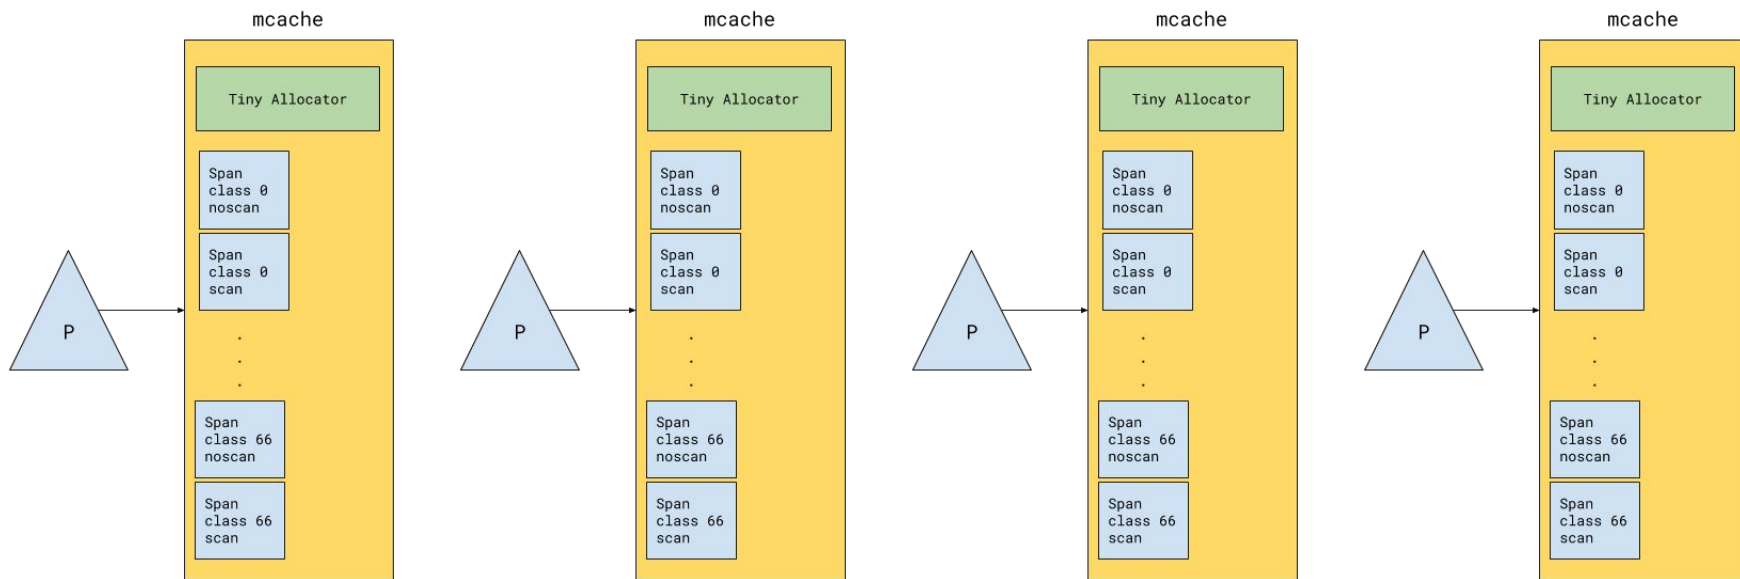 mcache
Tiny Allocator
Span
class 0
noscan
Span
class 0
scan
.
.
.
Span
class 66
noscan
Span
class 66
scan
P
mcache
Tiny Allocator
Span
class 0
noscan
Span
class 0
scan
.
.
.
Span
class 66
noscan
Span
class 66
scan
P
mcache
Tiny Allocator
Span
class 0
noscan
Span
class 0
scan
.
.
.
Span
class 66
noscan
Span
class 66
scan
P
mcache
Tiny Allocator
Span
class 0
noscan
Span
class 0
scan
.
.
.
Span
class 66
noscan
Span
class 66
scan
P